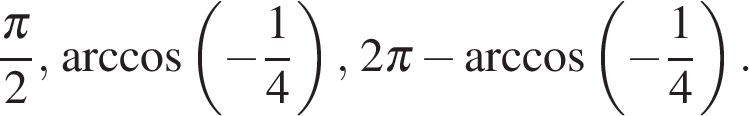 π/2, arccos(−1/4), 2π − arccos(−1/4).